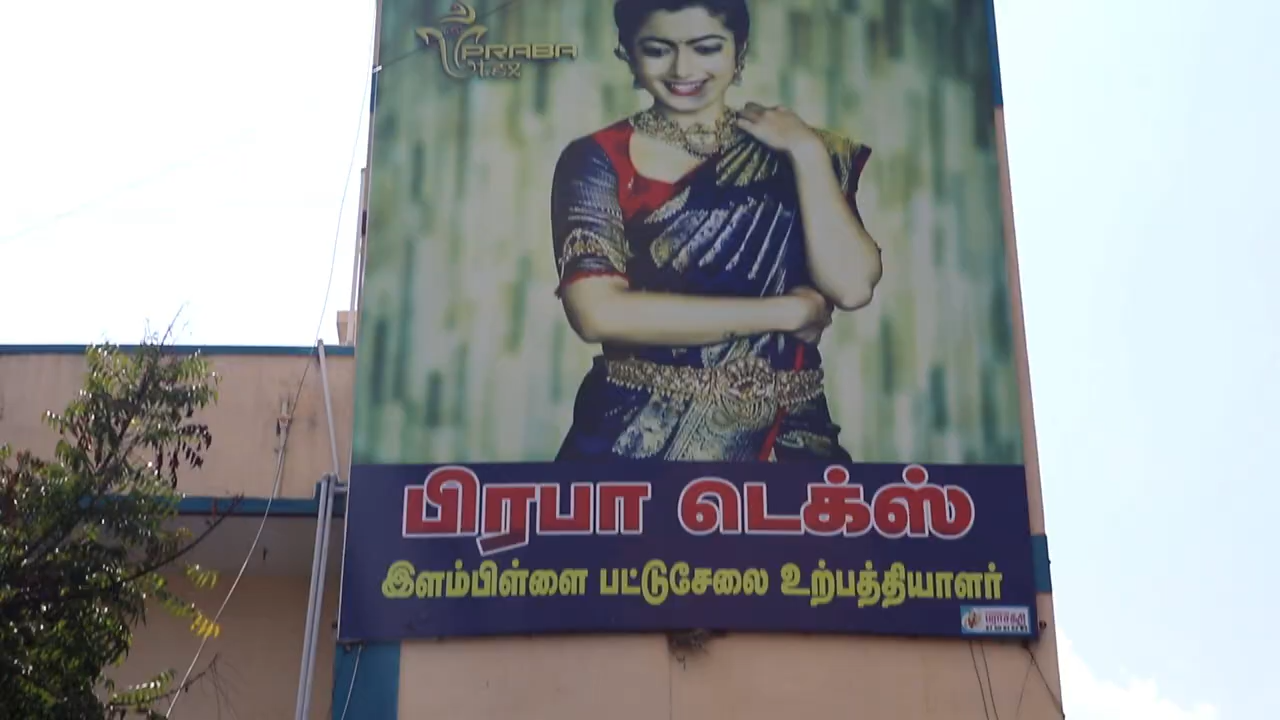 PRABA
tex
பிரபா டெக்ஸ்
இளம்பிள்ளை பட்டுசேலை உற்பத்தியாளர்